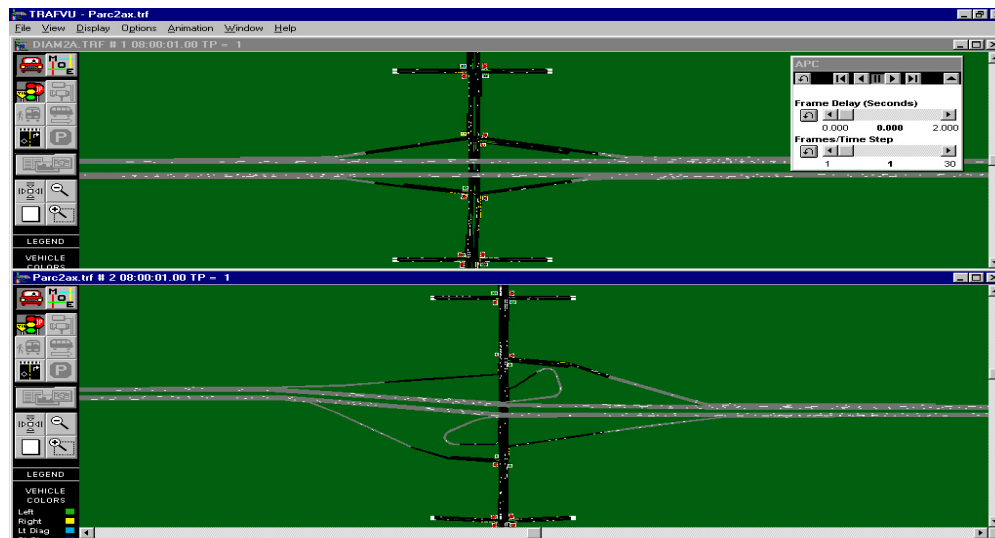 TRAFVU - Parc2ax.trf
File View Display Options Animation Window Help
DIAM2A.TRF # 1 08:00:01.00 TP = 1
MOE
P
LEGEND
VEHICLE
COLORS
APC
Frame Delay (Seconds)
0.000 0.000 2.000
Frames/Time Step
1 1 30
Parc2ax.trf # 2 08:00:01.00 TP = 1
MOE
P
LEGEND
VEHICLE
COLORS
Left
Right
Lt Diag